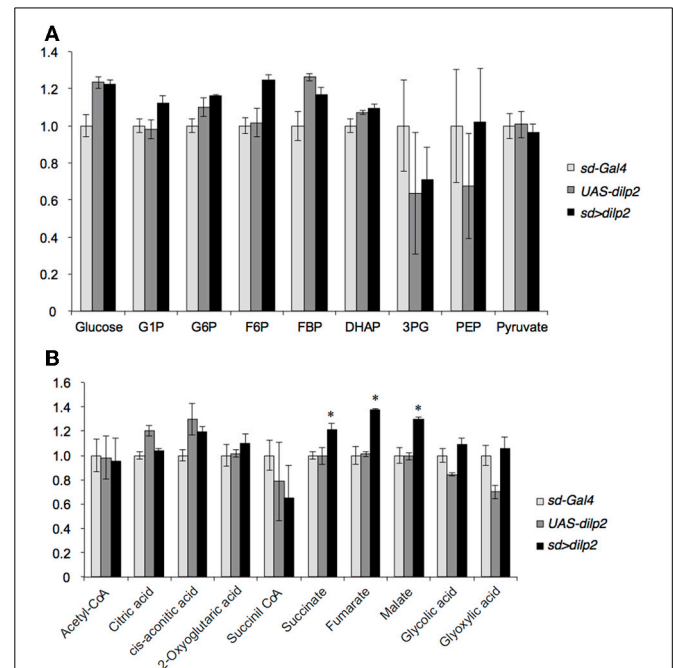 A
1.4
1.2
1.0
0.8
0.6
0.4
0.2
0
Glucose G1P G6P F6P FBP DHAP 3PG PEP Pyruvate
sd-Gal4
UAS-dilp2
sd>dilp2
B
1.6
1.4
1.2
1.0
0.8
0.6
0.4
0.2
0
* * *
Acetyl-CoA
Citric acid
cis-aconitic acid
2-Oxyoglutaric acid
Succinil CoA
Succinate
Fumarate
Malate
Glycolic acid
Glyoxylic acid
sd-Gal4
UAS-dilp2
sd>dilp2